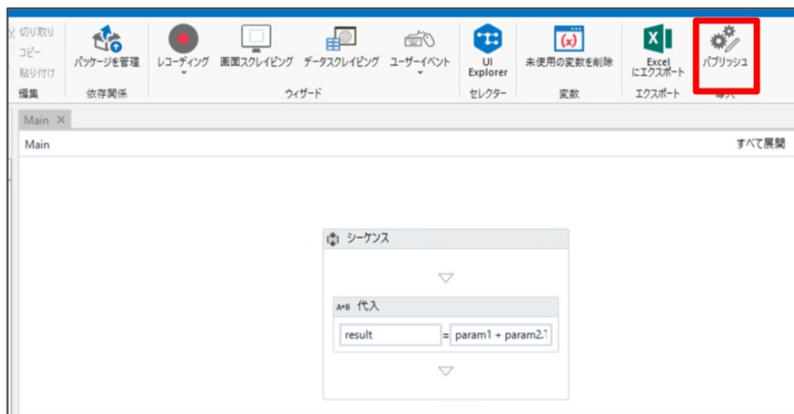 切り取り
コピー
貼り付け
編集
パッケージを管理
依存関係
レコーディング
画面スクレイピング
データスクレイピング
ユーザーイベント
ウィザード
UI
Explorer
セレクター
未使用の変数を削除
変数
Excel
にエクスポート
エクスポート
パブリッシュ
Main ×
Main
すべて展開
シーケンス
A*B 代入
result = param1 + param2.